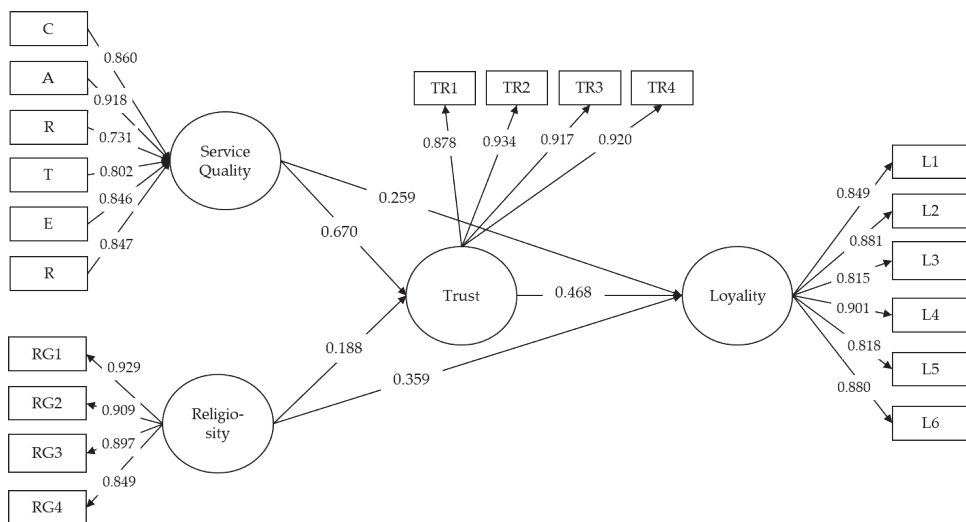 C
0.860
A
0.918
R
0.731
T
0.802
E
0.846
R
0.847
Service
Quality
TR1
TR2
TR3
TR4
0.878
0.934
0.917
0.920
0.259
0.670
Trust
0.468
Loyality
0.188
0.359
RG1
0.929
RG2
0.909
RG3
0.897
RG4
0.849
Religio-
sity
L1
0.849
L2
0.881
L3
0.815
L4
0.901
L5
0.818
L6
0.880